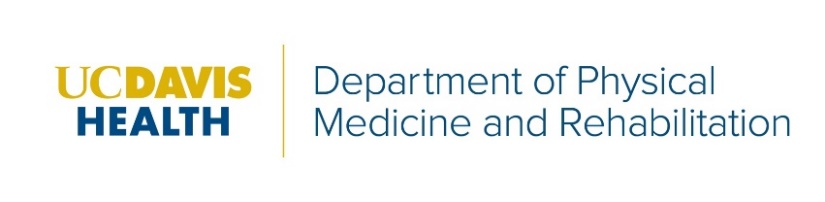 UCDAVIS
HEALTH
Department of Physical
Medicine and Rehabilitation